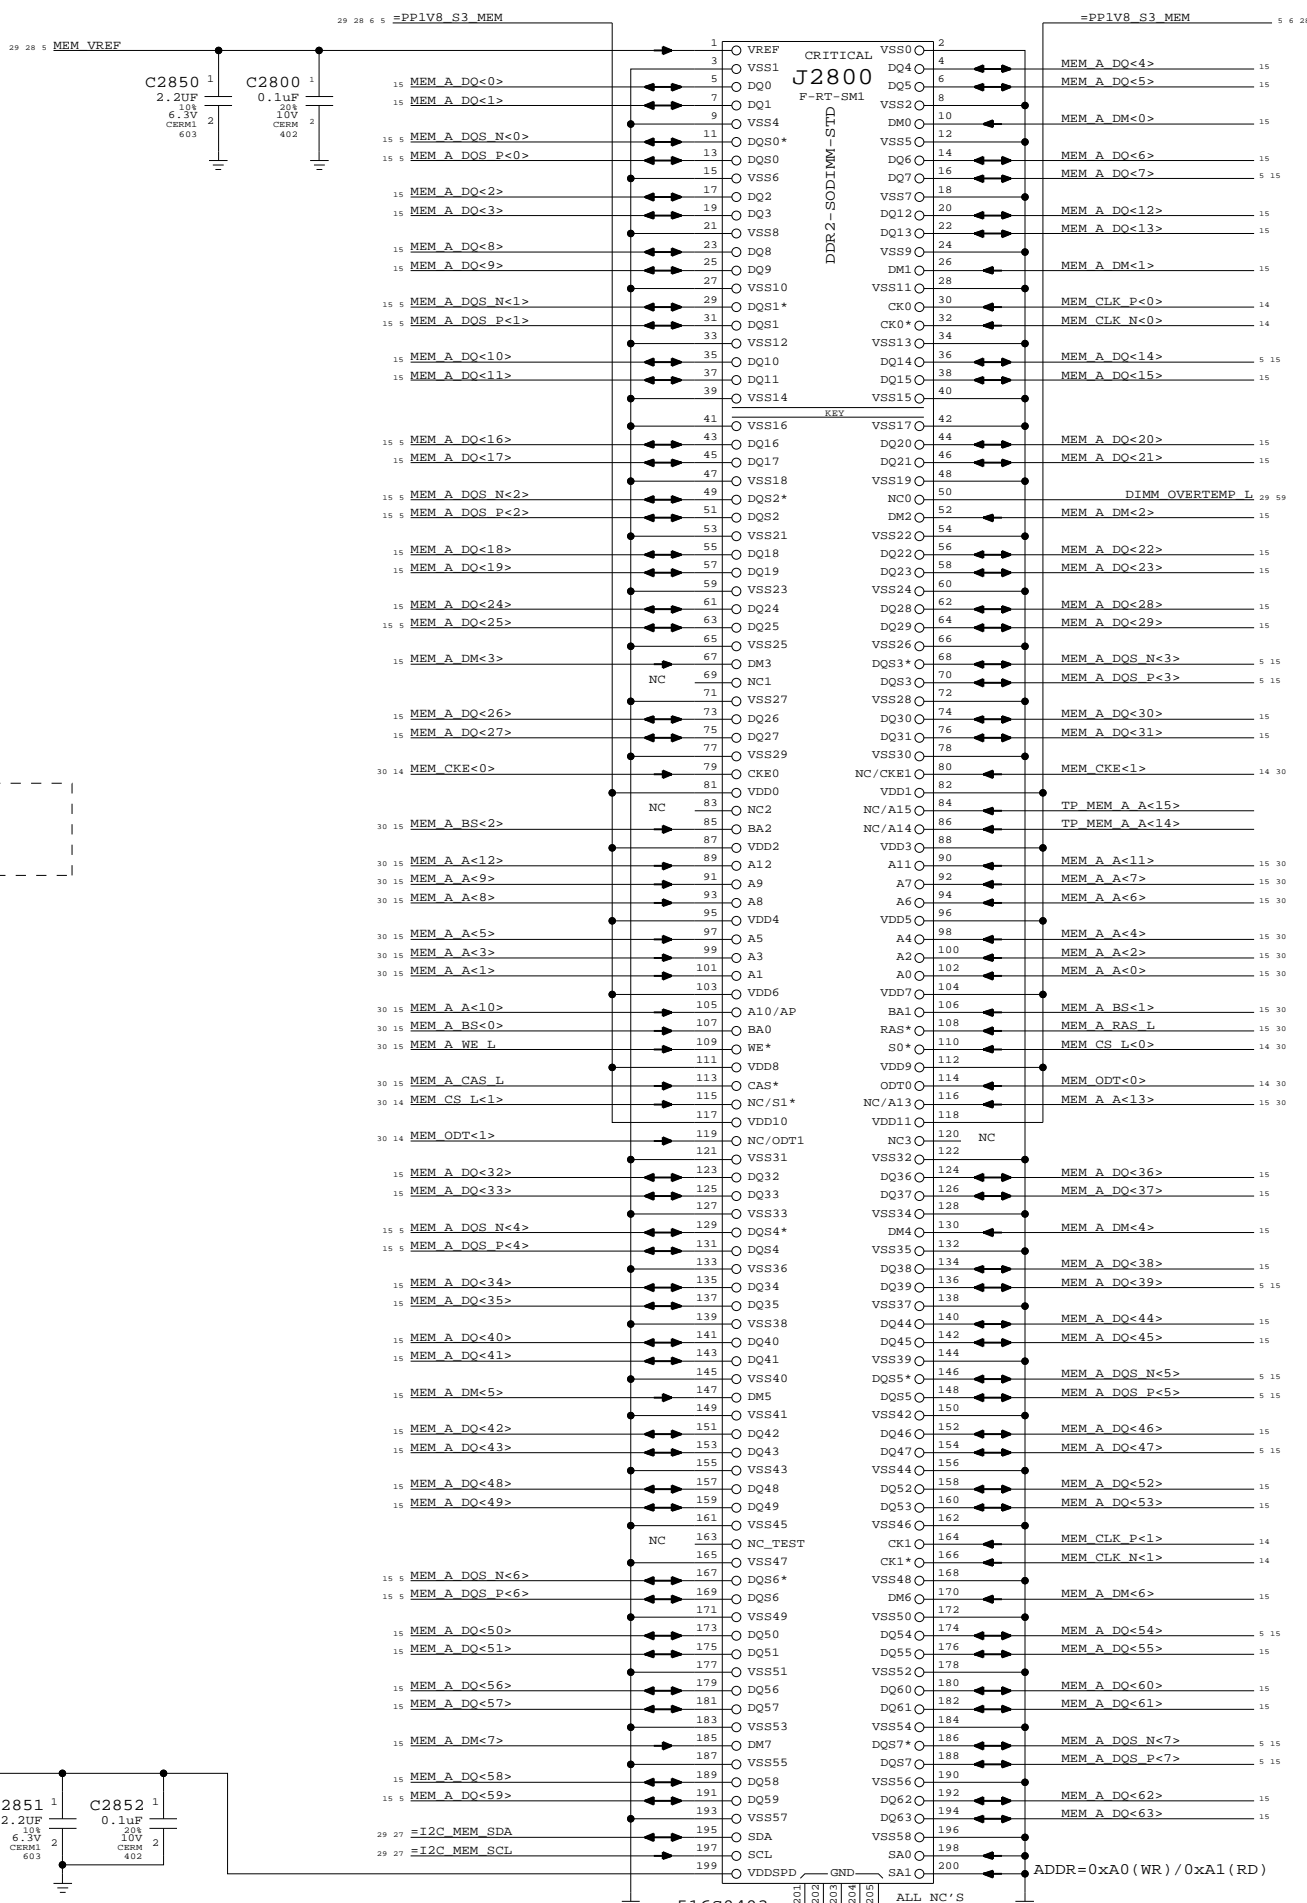 29 28 6 5 =PP1V8_S3_MEM
=PP1V8_S3_MEM 5 6 28
29 28 5 MEM_VREF
C2850 1
2.2UF
10%
6.3V
CERM1
603
2
C2800 1
0.1uF
20%
10V
CERM
402
2
CRITICAL
J2800
F-RT-SM1
DDR2-SODIMM-STD
1 VREF VSS0 2
3 VSS1 DQ4 4 MEM_A_DQ<4> 15
15 MEM_A_DQ<0> 5 DQ0 DQ5 6 MEM_A_DQ<5> 15
15 MEM_A_DQ<1> 7 DQ1 VSS2 8
9 VSS4 DM0 10 MEM_A_DM<0> 15
15 5 MEM_A_DQS_N<0> 11 DQS0* VSS5 12
15 5 MEM_A_DQS_P<0> 13 DQS0 DQ6 14 MEM_A_DQ<6> 15
15 VSS6 DQ7 16 MEM_A_DQ<7> 5 15
15 MEM_A_DQ<2> 17 DQ2 VSS7 18
15 MEM_A_DQ<3> 19 DQ3 DQ12 20 MEM_A_DQ<12> 15
21 VSS8 DQ13 22 MEM_A_DQ<13> 15
15 MEM_A_DQ<8> 23 DQ8 VSS9 24
15 MEM_A_DQ<9> 25 DQ9 DM1 26 MEM_A_DM<1> 15
27 VSS10 VSS11 28
15 5 MEM_A_DQS_N<1> 29 DQS1* CK0 30 MEM_CLK_P<0> 14
15 5 MEM_A_DQS_P<1> 31 DQS1 CK0* 32 MEM_CLK_N<0> 14
33 VSS12 VSS13 34
15 MEM_A_DQ<10> 35 DQ10 DQ14 36 MEM_A_DQ<14> 5 15
15 MEM_A_DQ<11> 37 DQ11 DQ15 38 MEM_A_DQ<15> 15
39 VSS14 VSS15 40
KEY
41 VSS16 VSS17 42
15 5 MEM_A_DQ<16> 43 DQ16 DQ20 44 MEM_A_DQ<20> 15
15 MEM_A_DQ<17> 45 DQ17 DQ21 46 MEM_A_DQ<21> 15
47 VSS18 VSS19 48
15 5 MEM_A_DQS_N<2> 49 DQS2* NC0 50 DIMM_OVERTEMP_L 29 59
15 5 MEM_A_DQS_P<2> 51 DQS2 DM2 52 MEM_A_DM<2> 15
53 VSS21 VSS22 54
15 MEM_A_DQ<18> 55 DQ18 DQ22 56 MEM_A_DQ<22> 15
15 MEM_A_DQ<19> 57 DQ19 DQ23 58 MEM_A_DQ<23> 15
59 VSS23 VSS24 60
15 MEM_A_DQ<24> 61 DQ24 DQ28 62 MEM_A_DQ<28> 15
15 5 MEM_A_DQ<25> 63 DQ25 DQ29 64 MEM_A_DQ<29> 15
65 VSS25 VSS26 66
15 MEM_A_DM<3> 67 DM3 DQS3* 68 MEM_A_DQS_N<3> 5 15
NC 69 NC1 DQS3 70 MEM_A_DQS_P<3> 5 15
71 VSS27 VSS28 72
15 MEM_A_DQ<26> 73 DQ26 DQ30 74 MEM_A_DQ<30> 15
15 MEM_A_DQ<27> 75 DQ27 DQ31 76 MEM_A_DQ<31> 15
77 VSS29 VSS30 78
30 14 MEM_CKE<0> 79 CKE0 NC/CKE1 80 MEM_CKE<1> 14 30
81 VDD0 VDD1 82
NC 83 NC2 NC/A15 84 TP_MEM_A_A<15>
30 15 MEM_A_BS<2> 85 BA2 NC/A14 86 TP_MEM_A_A<14>
87 VDD2 VDD3 88
30 15 MEM_A_A<12> 89 A12 A11 90 MEM_A_A<11> 15 30
30 15 MEM_A_A<9> 91 A9 A7 92 MEM_A_A<7> 15 30
30 15 MEM_A_A<8> 93 A8 A6 94 MEM_A_A<6> 15 30
95 VDD4 VDD5 96
30 15 MEM_A_A<5> 97 A5 A4 98 MEM_A_A<4> 15 30
30 15 MEM_A_A<3> 99 A3 A2 100 MEM_A_A<2> 15 30
30 15 MEM_A_A<1> 101 A1 A0 102 MEM_A_A<0> 15 30
103 VDD6 VDD7 104
30 15 MEM_A_A<10> 105 A10/AP BA1 106 MEM_A_BS<1> 15 30
30 15 MEM_A_BS<0> 107 BA0 RAS* 108 MEM_A_RAS_L 15 30
30 15 MEM_A_WE_L 109 WE* S0* 110 MEM_CS_L<0> 14 30
111 VDD8 VDD9 112
30 15 MEM_A_CAS_L 113 CAS* ODT0 114 MEM_ODT<0> 14 30
30 14 MEM_CS_L<1> 115 NC/S1* NC/A13 116 MEM_A_A<13> 15 30
117 VDD10 VDD11 118
30 14 MEM_ODT<1> 119 NC/ODT1 NC3 120 NC
121 VSS31 VSS32 122
15 MEM_A_DQ<32> 123 DQ32 DQ36 124 MEM_A_DQ<36> 15
15 MEM_A_DQ<33> 125 DQ33 DQ37 126 MEM_A_DQ<37> 15
127 VSS33 VSS34 128
15 5 MEM_A_DQS_N<4> 129 DQS4* DM4 130 MEM_A_DM<4> 15
15 5 MEM_A_DQS_P<4> 131 DQS4 VSS35 132
133 VSS36 DQ38 134 MEM_A_DQ<38> 15
15 MEM_A_DQ<34> 135 DQ34 DQ39 136 MEM_A_DQ<39> 5 15
15 MEM_A_DQ<35> 137 DQ35 VSS37 138
139 VSS38 DQ44 140 MEM_A_DQ<44> 15
15 MEM_A_DQ<40> 141 DQ40 DQ45 142 MEM_A_DQ<45> 15
15 MEM_A_DQ<41> 143 DQ41 VSS39 144
145 VSS40 DQS5* 146 MEM_A_DQS_N<5> 5 15
15 MEM_A_DM<5> 147 DM5 DQS5 148 MEM_A_DQS_P<5> 5 15
149 VSS41 VSS42 150
15 MEM_A_DQ<42> 151 DQ42 DQ46 152 MEM_A_DQ<46> 15
15 MEM_A_DQ<43> 153 DQ43 DQ47 154 MEM_A_DQ<47> 5 15
155 VSS43 VSS44 156
15 MEM_A_DQ<48> 157 DQ48 DQ52 158 MEM_A_DQ<52> 15
15 MEM_A_DQ<49> 159 DQ49 DQ53 160 MEM_A_DQ<53> 15
161 VSS45 VSS46 162
NC 163 NC_TEST CK1 164 MEM_CLK_P<1> 14
165 VSS47 CK1* 166 MEM_CLK_N<1> 14
15 5 MEM_A_DQS_N<6> 167 DQS6* VSS48 168
15 5 MEM_A_DQS_P<6> 169 DQS6 DM6 170 MEM_A_DM<6> 15
171 VSS49 VSS50 172
15 MEM_A_DQ<50> 173 DQ50 DQ54 174 MEM_A_DQ<54> 5 15
15 MEM_A_DQ<51> 175 DQ51 DQ55 176 MEM_A_DQ<55> 15
177 VSS51 VSS52 178
15 MEM_A_DQ<56> 179 DQ56 DQ60 180 MEM_A_DQ<60> 15
15 MEM_A_DQ<57> 181 DQ57 DQ61 182 MEM_A_DQ<61> 15
183 VSS53 VSS54 184
15 MEM_A_DM<7> 185 DM7 DQS7* 186 MEM_A_DQS_N<7> 5 15
187 VSS55 DQS7 188 MEM_A_DQS_P<7> 5 15
15 MEM_A_DQ<58> 189 DQ58 VSS56 190
15 5 MEM_A_DQ<59> 191 DQ59 DQ62 192 MEM_A_DQ<62> 15
193 VSS57 DQ63 194 MEM_A_DQ<63> 15
29 27 =I2C_MEM_SDA 195 SDA VSS58 196
29 27 =I2C_MEM_SCL 197 SCL SA0 198
199 VDDSPD GND SA1 200 ADDR=0xA0(WR)/0xA1(RD)
2851 1
2.2UF
10%
6.3V
CERM1
603
2
C2852 1
0.1uF
20%
10V
CERM
402
2
201 202 203 204 205
ALL NC'S